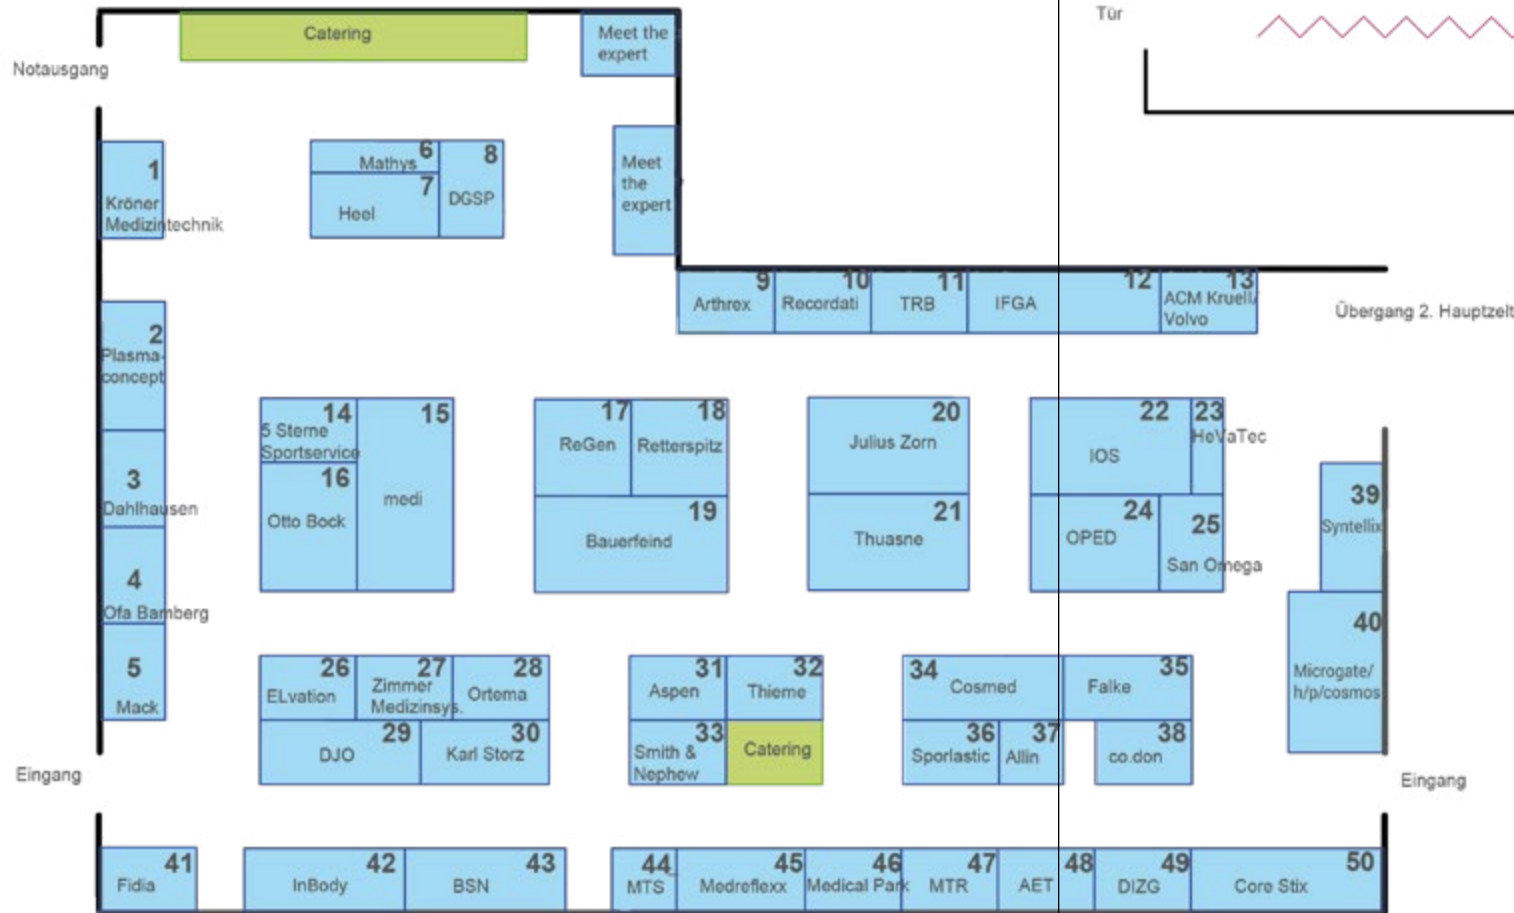 Catering
Meet the
expert
Tür
Notausgang
1
Kröner
Medizintechnik
6
Mathys
7
Heel
8
DGSP
Meet
the
expert
9
Arthrex
10
Recordati
11
TRB
12
IFGA
13
ACM Kruell/
Volvo
Übergang 2. Hauptzelt
2
Plasma-
concept
3
Dahlhausen
4
Ofa Bamberg
5
Mack
14
5 Sterne
Sportservice
15
medi
16
Otto Bock
17
ReGen
18
Retterspitz
19
Bauerfeind
20
Julius Zorn
21
Thuasne
22
IOS
23
HeVaTec
24
OPED
25
San Omega
39
Syntellix
40
Microgate/
h/p/cosmos
26
ELvation
27
Zimmer
Medizinsys.
28
Ortema
29
DJO
30
Karl Storz
31
Aspen
32
Thieme
33
Smith &
Nephew
Catering
34
Cosmed
35
Falke
36
Sporlastic
37
Allin
38
co.don
Eingang
Eingang
41
Fidia
42
InBody
43
BSN
44
MTS
45
Medreflexx
46
Medical Park
47
MTR
48
AET
49
DIZG
50
Core Stix